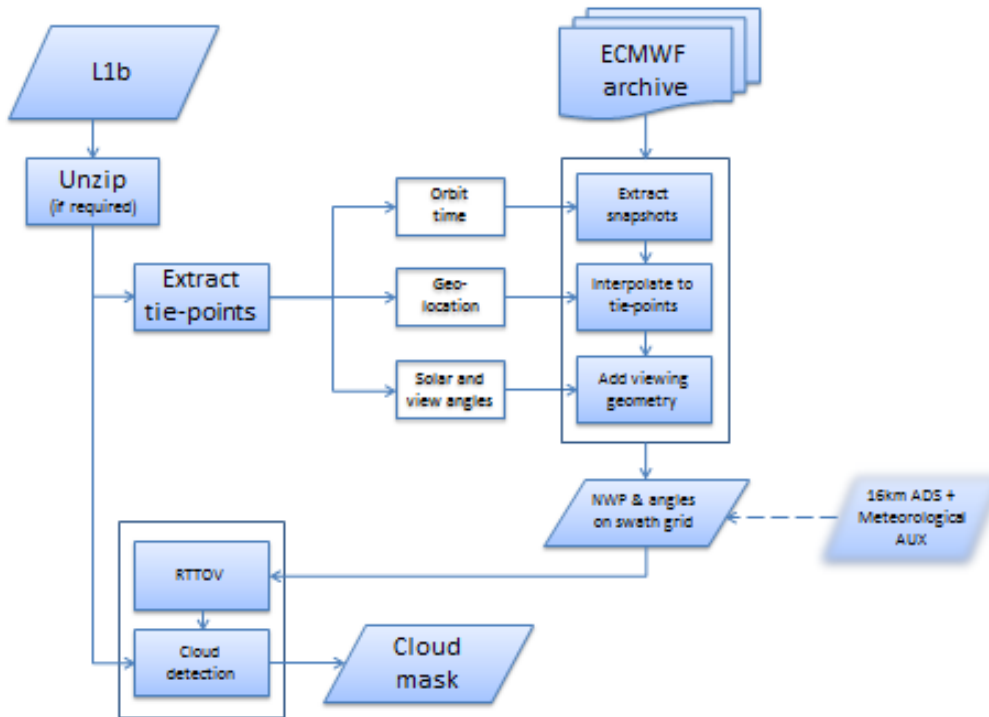 L1b
ECMWF
archive
Unzip
(if required)
Orbit
time
Extract
snapshots
Extract
tie-points
Geo-
location
Interpolate to
tie-points
Solar and
view angles
Add viewing
geometry
NWP & angles
on swath grid
16km ADS +
Meteorological
AUX
RTTOV
Cloud
detection
Cloud
mask